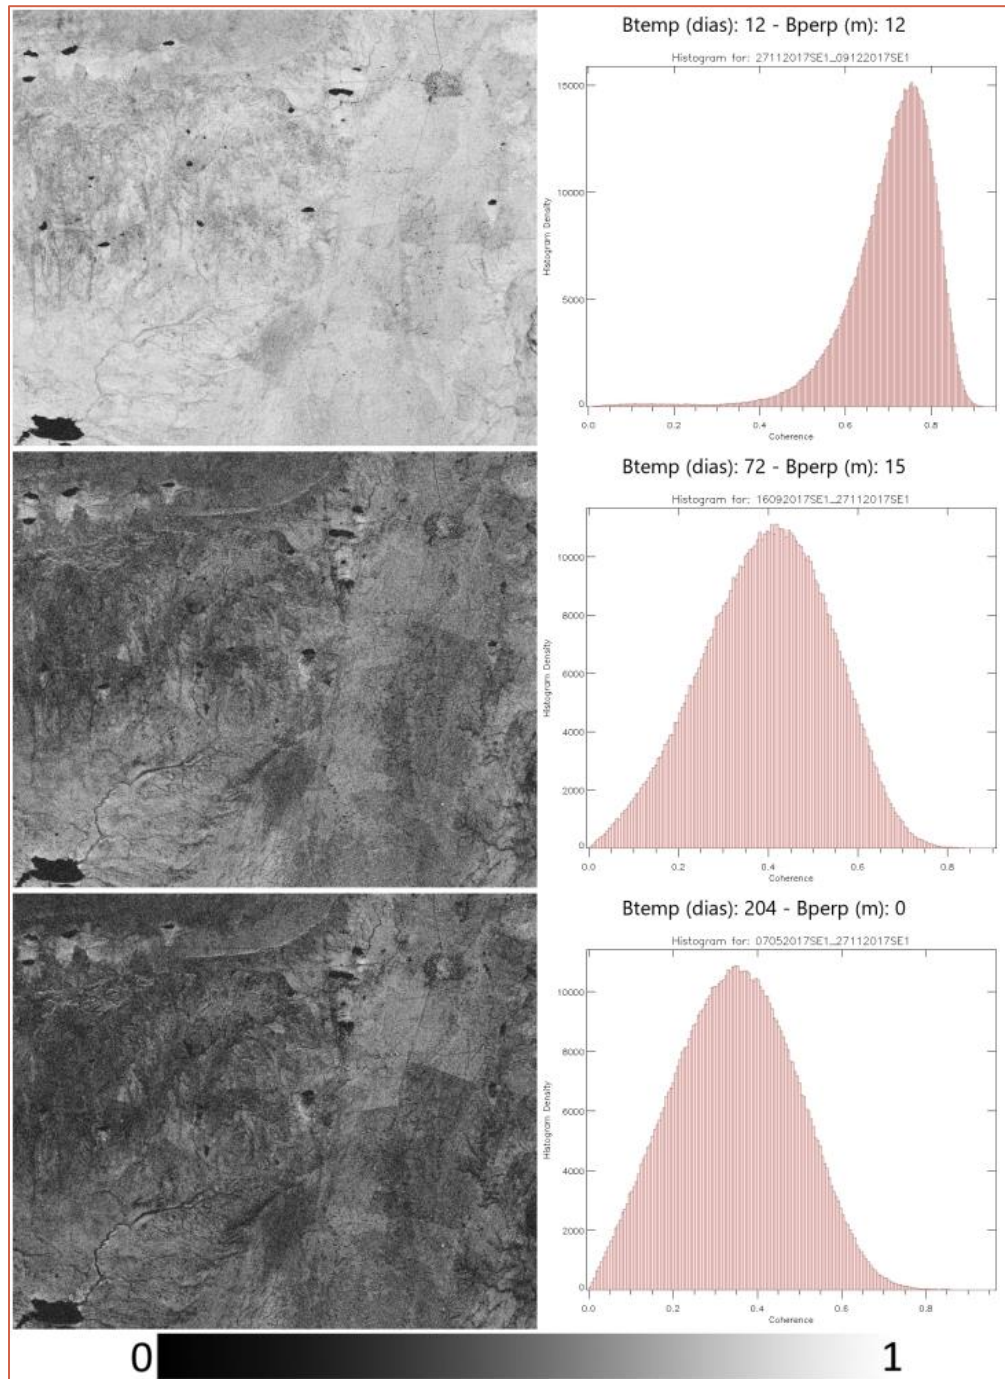 Btemp (dias): 12 - Bperp (m): 12
Histogram for: 27112017SE1_09122017SE1
15000
10000
5000
0
Histogram Density
0.0 0.2 0.4 0.6 0.8
Coherence
Btemp (dias): 72 - Bperp (m): 15
Histogram for: 16092017SE1_27112017SE1
10000
8000
6000
4000
2000
0
Histogram Density
0.0 0.2 0.4 0.6 0.8
Coherence
Btemp (dias): 204 - Bperp (m): 0
Histogram for: 07052017SE1_27112017SE1
10000
8000
6000
4000
2000
0
Histogram Density
0.0 0.2 0.4 0.6 0.8
Coherence
0 1